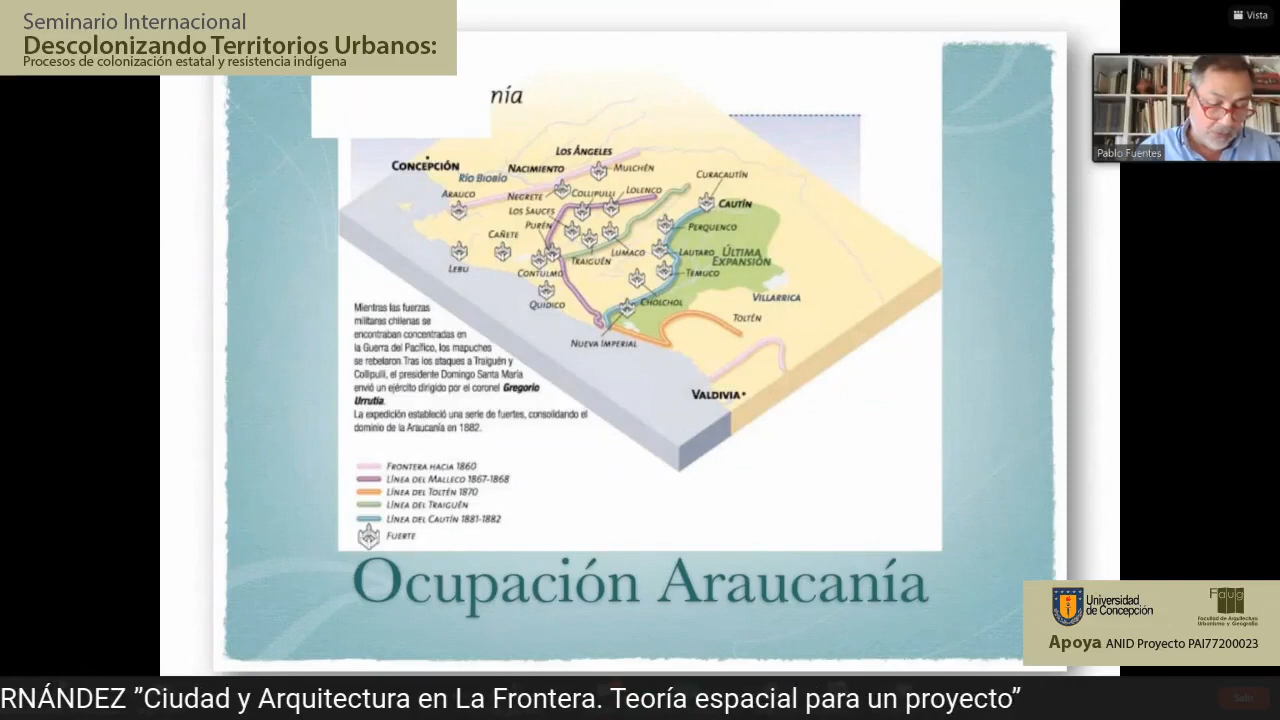 Seminario Internacional
Descolonizando Territorios Urbanos:
Procesos de colonización estatal y resistencia indígena
Vista
Pablo Fuentes
nía
CONCEPCIÓN
LOS ÁNGELES
NACIMIENTO
MULCHÉN
RÍO BIOBÍO
CURACAUTÍN
ARAUCO
NEGRETE
COLLIPULLI
LOLENCO
CAUTÍN
LOS SAUCES
PURÉN
PERQUENCO
CAÑETE
LUMACO
LAUTARO
ÚLTIMA
EXPANSIÓN
LEBU
CONTULMO
TRAIGUÉN
TEMUCO
QUIDICO
CHOLCHOL
VILLARRICA
TOLTÉN
NUEVA IMPERIAL
VALDIVIA
Mientras las fuerzas
militares chilenas se
encontraban concentradas en
la Guerra del Pacífico, los mapuches
se rebelaron. Tras los ataques a Traiguén y
Collipulli, el presidente Domingo Santa María
envió un ejército dirigido por el coronel Gregorio
Urrutia.
La expedición estableció una serie de fuertes, consolidando el
dominio de la Araucanía en 1882.
FRONTERA HACIA 1860
LÍNEA DEL MALLECO 1867-1868
LÍNEA DEL TOLTÉN 1870
LÍNEA DEL TRAIGUÉN
LÍNEA DEL CAUTÍN 1881-1882
FUERTE
Ocupación Araucanía
Universidad
de Concepción
Faug
Facultad de Arquitectura
Urbanismo y Geografía
Apoya ANID Proyecto PAI77200023
RNÁNDEZ ”Ciudad y Arquitectura en La Frontera. Teoría espacial para un proyecto”
Salir